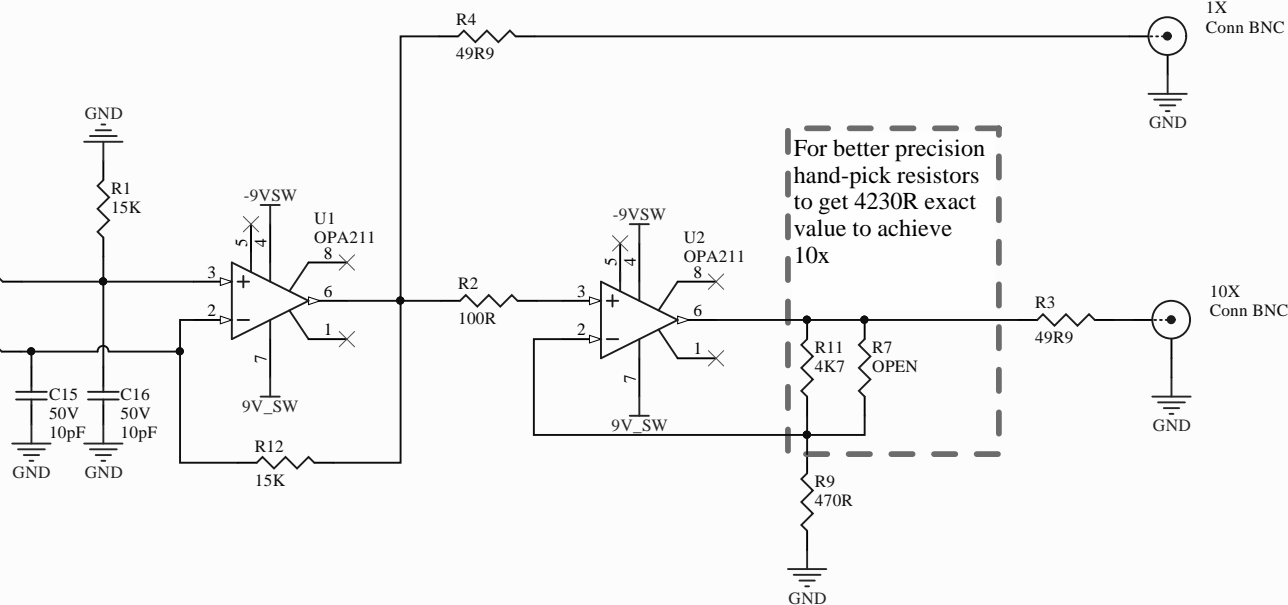 1X
Conn BNC
R4
49R9
GND
GND
For better precision
hand-pick resistors
to get 4230R exact
value to achieve
10x
R1
15K
-9VSW
U1
OPA211
5
4
8
3
+
2
−
6
1
7
9V_SW
R2
100R
-9VSW
U2
OPA211
5
4
8
3
+
2
−
6
1
7
9V_SW
R11
4K7
R7
OPEN
R3
49R9
10X
Conn BNC
GND
C15
50V
10pF
GND
C16
50V
10pF
GND
R12
15K
R9
470R
GND